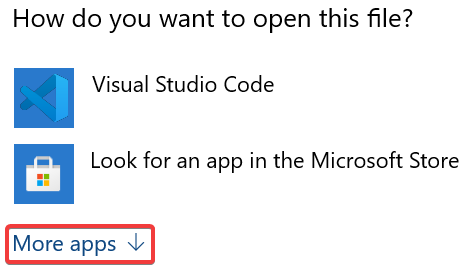 How do you want to open this file?
Visual Studio Code
Look for an app in the Microsoft Store
More apps ↓